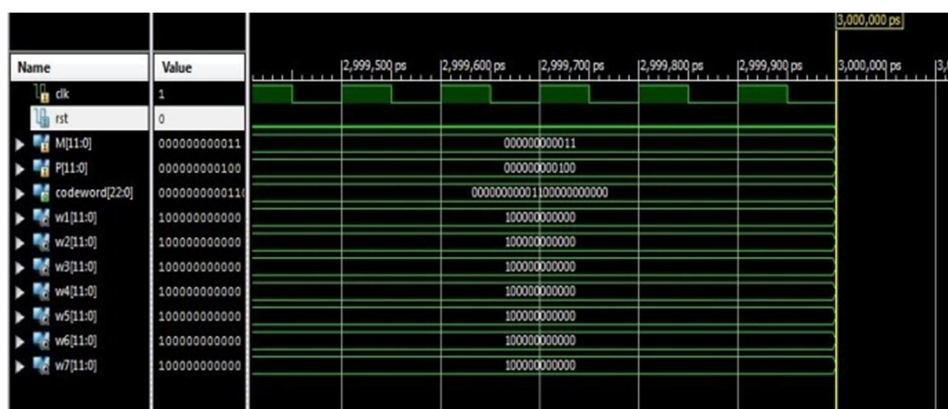 3,000,000 ps
Name Value 2,999,500 ps 2,999,600 ps 2,999,700 ps 2,999,800 ps 2,999,900 ps 3,000,000 ps
clk 1
rst 0
M[11:0] 000000000011 000000000011
P[11:0] 000000000100 000000000100
codeword[22:0] 000000000011 00000000001100000000000
w1[11:0] 100000000000 100000000000
w2[11:0] 100000000000 100000000000
w3[11:0] 100000000000 100000000000
w4[11:0] 100000000000 100000000000
w5[11:0] 100000000000 100000000000
w6[11:0] 100000000000 100000000000
w7[11:0] 100000000000 100000000000